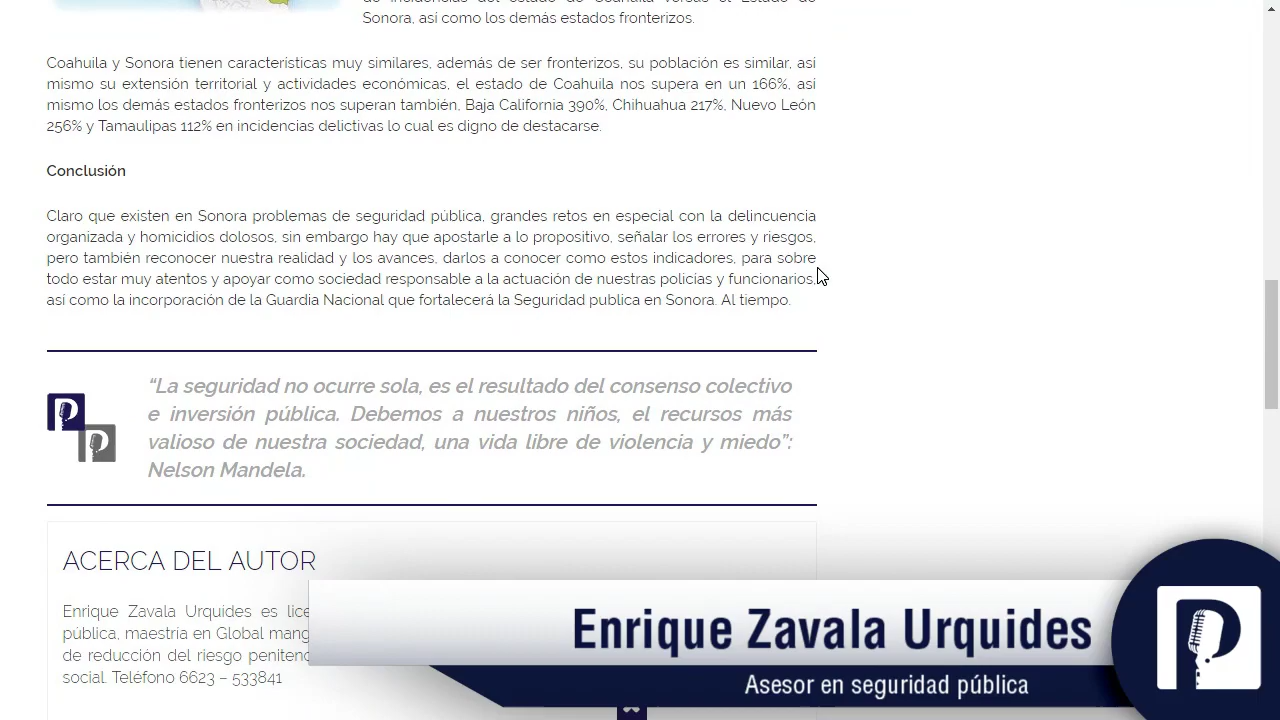 Sonora, así como los demás estados fronterizos.
Coahuila y Sonora tienen características muy similares, además de ser fronterizos, su población es similar, así
mismo su extensión territorial y actividades económicas, el estado de Coahuila nos supera en un 166%, así
mismo los demás estados fronterizos nos superan también, Baja California 390%, Chihuahua 217%, Nuevo León
256% y Tamaulipas 112% en incidencias delictivas lo cual es digno de destacarse.
Conclusión
Claro que existen en Sonora problemas de seguridad pública, grandes retos en especial con la delincuencia
organizada y homicidios dolosos, sin embargo hay que apostarle a lo propositivo, señalar los errores y riesgos,
pero también reconocer nuestra realidad y los avances, darlos a conocer como estos indicadores, para sobre
todo estar muy atentos y apoyar como sociedad responsable a la actuación de nuestras policías y funcionarios,
así como la incorporación de la Guardia Nacional que fortalecerá la Seguridad publica en Sonora. Al tiempo.
“La seguridad no ocurre sola, es el resultado del consenso colectivo
e inversión pública. Debemos a nuestros niños, el recursos más
valioso de nuestra sociedad, una vida libre de violencia y miedo”:
Nelson Mandela.
ACERCA DEL AUTOR
Enrique Zavala Urquides es
pública, maestria en Global
de reducción del riesgo
social. Teléfono 6623 – 533841
Enrique Zavala Urquides
Asesor en seguridad pública